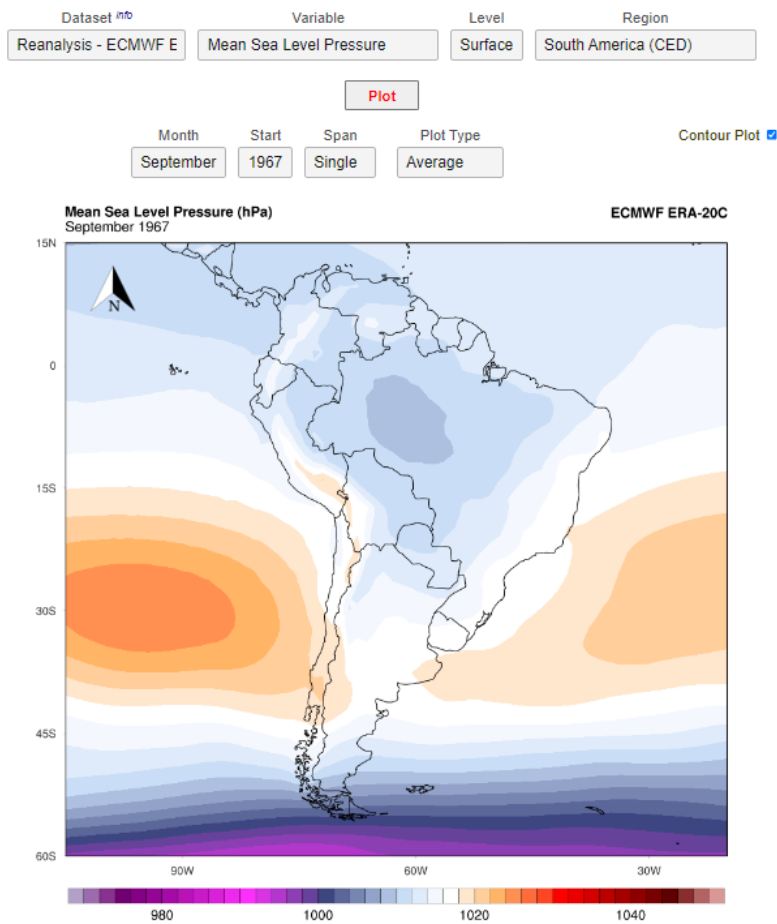 Dataset info Variable Level Region
Reanalysis - ECMWF E Mean Sea Level Pressure Surface South America (CED)
Plot
Month Start Span Plot Type Contour Plot
September 1967 Single Average
Mean Sea Level Pressure (hPa) ECMWF ERA-20C
September 1967
15N
N
0
15S
30S
45S
60S
90W 60W 30W
980 1000 1020 1040